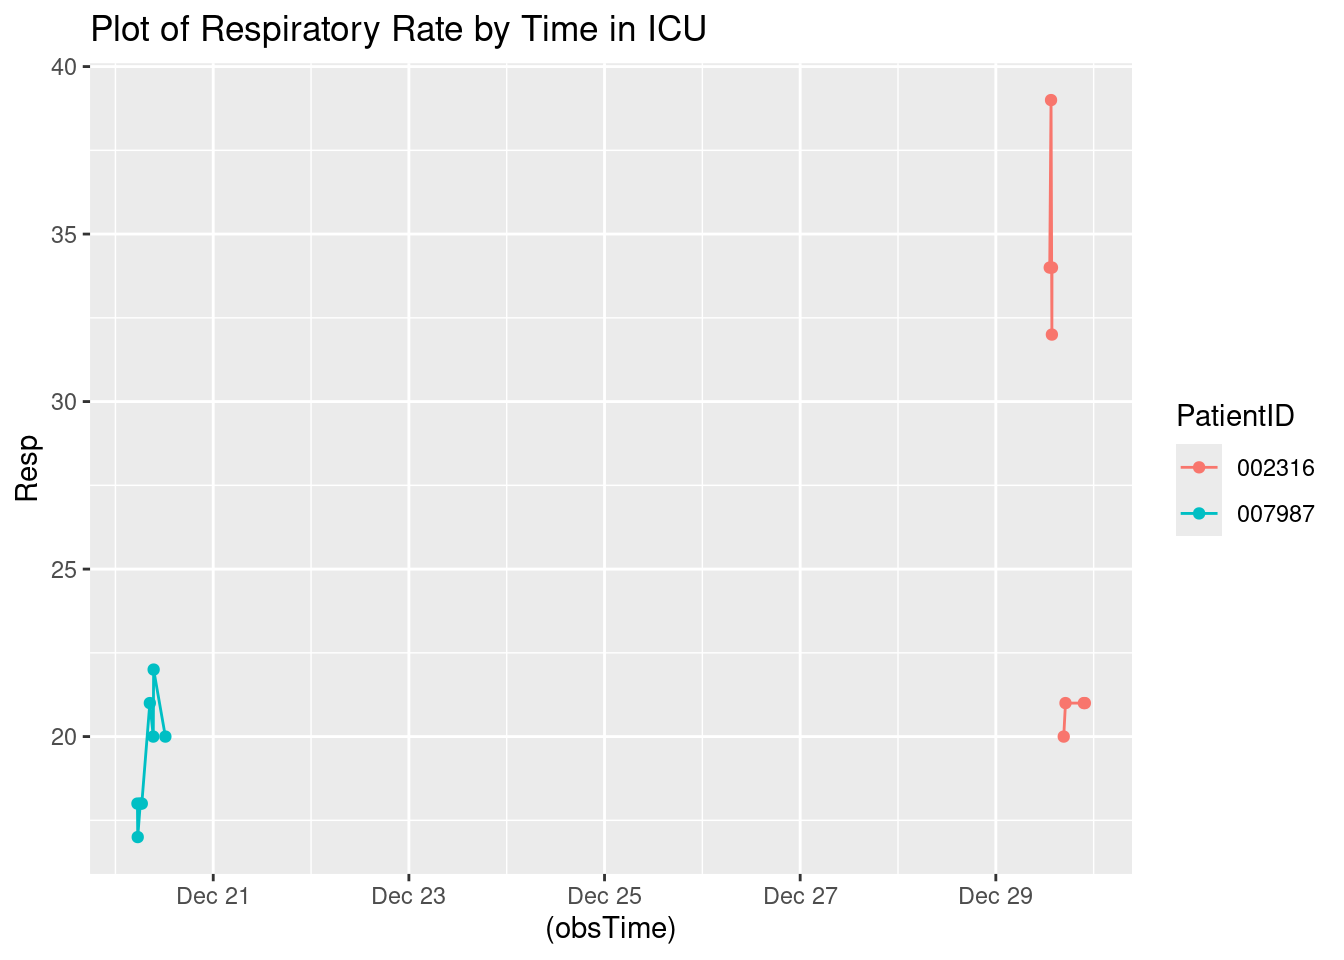 Plot of Respiratory Rate by Time in ICU
40
35
30
25
20
Resp
Dec 21
Dec 23
Dec 25
Dec 27
Dec 29
(obsTime)
PatientID
002316
007987